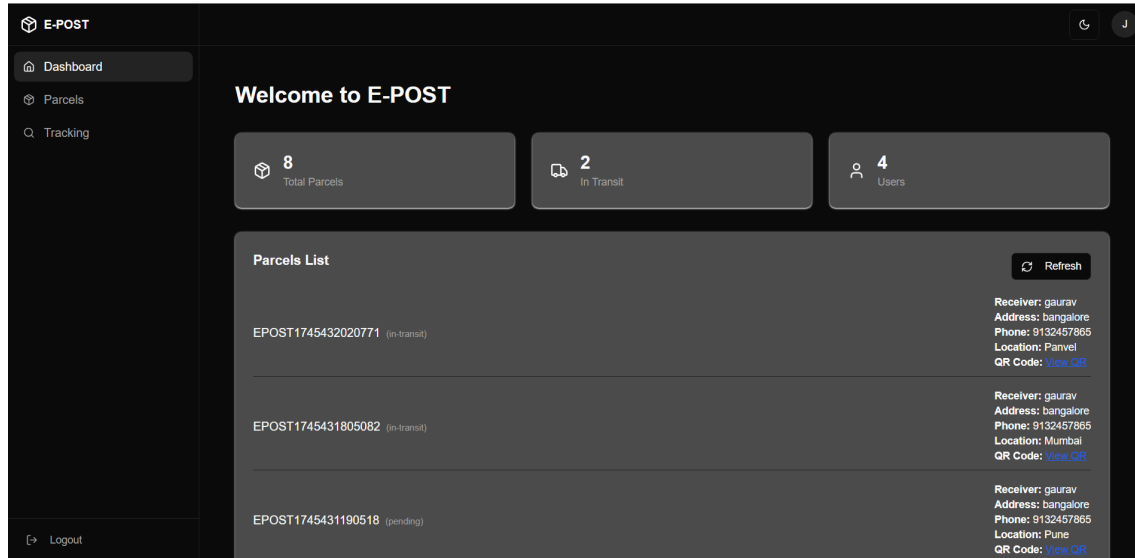 E-POST
J
Dashboard
Parcels
Tracking
Welcome to E-POST
8
Total Parcels
2
In Transit
4
Users
Parcels List
Refresh
EPOST1745432020771 (in-transit)
Receiver: gaurav
Address: bangalore
Phone: 9132457865
Location: Panvel
QR Code: View QR
EPOST1745431805082 (in-transit)
Receiver: gaurav
Address: bangalore
Phone: 9132457865
Location: Mumbai
QR Code: View QR
EPOST1745431190518 (pending)
Receiver: gaurav
Address: bangalore
Phone: 9132457865
Location: Pune
QR Code: View QR
Logout